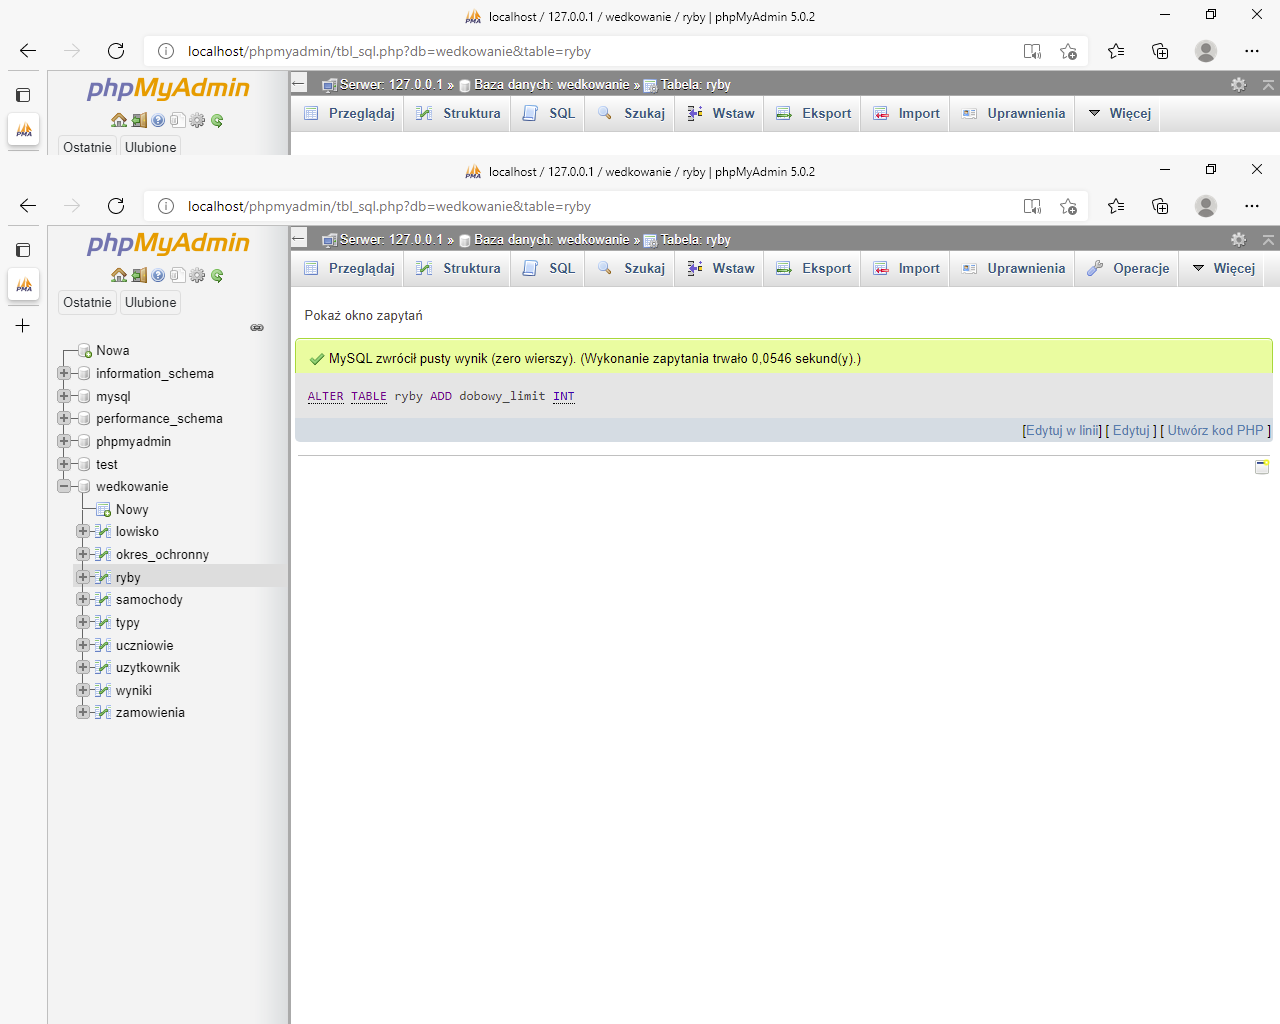 localhost / 127.0.0.1 / wedkowanie / ryby | phpMyAdmin 5.0.2
localhost/phpmyadmin/tbl_sql.php?db=wedkowanie&table=ryby
phpMyAdmin
Serwer: 127.0.0.1 » Baza danych: wedkowanie » Tabela: ryby
Przeglądaj Struktura SQL Szukaj Wstaw Eksport Import Uprawnienia Więcej
Ostatnie Ulubione
localhost / 127.0.0.1 / wedkowanie / ryby | phpMyAdmin 5.0.2
localhost/phpmyadmin/tbl_sql.php?db=wedkowanie&table=ryby
phpMyAdmin
Serwer: 127.0.0.1 » Baza danych: wedkowanie » Tabela: ryby
Przeglądaj Struktura SQL Szukaj Wstaw Eksport Import Uprawnienia Operacje Więcej
Ostatnie Ulubione
Nowa
information_schema
mysql
performance_schema
phpmyadmin
test
wedkowanie
Nowy
lowisko
okres_ochronny
ryby
samochody
typy
uczniowie
uzytkownik
wyniki
zamowienia
Pokaż okno zapytań
MySQL zwrócił pusty wynik (zero wierszy). (Wykonanie zapytania trwało 0,0546 sekund(y).)
ALTER TABLE ryby ADD dobowy_limit INT
[Edytuj w linii] [ Edytuj ] [ Utwórz kod PHP ]